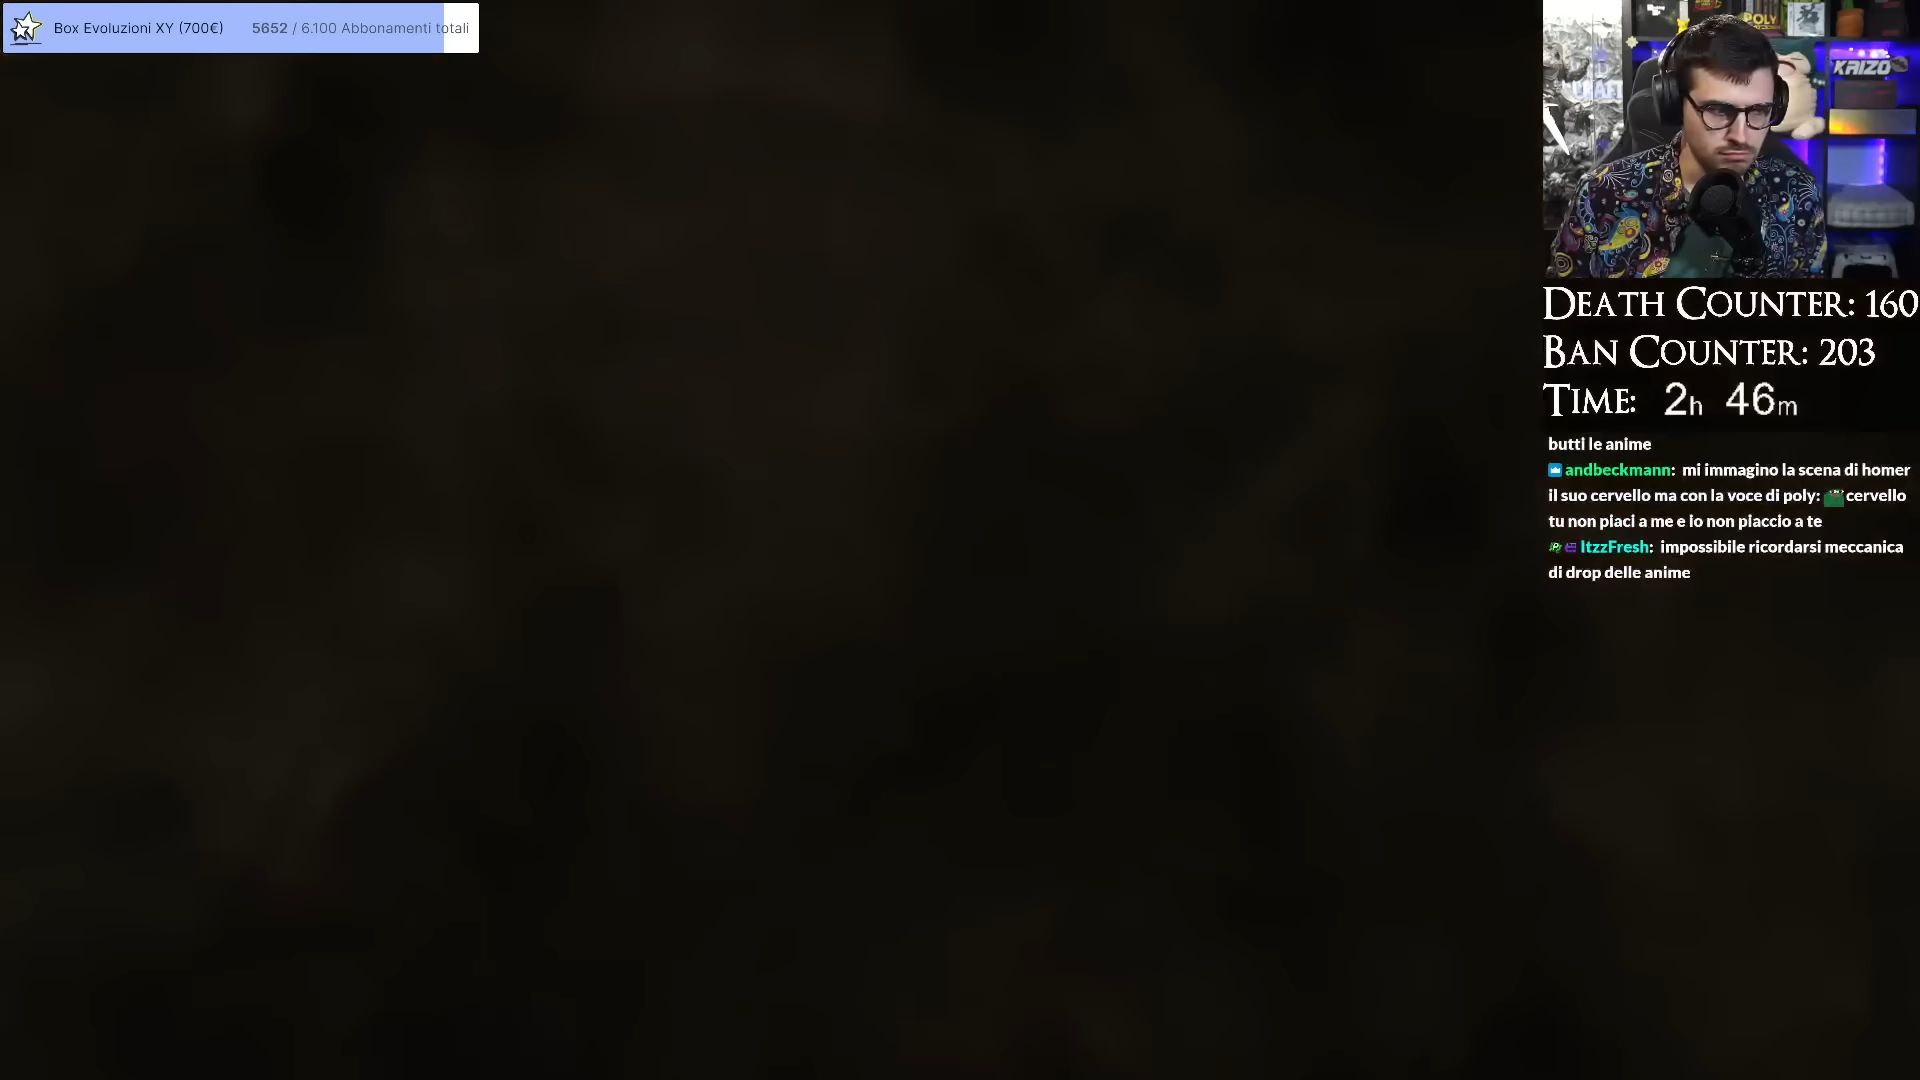 Box Evoluzioni XY (700€) 5652 / 6.100 Abbonamenti totali
POLY
KAIZO
DEATH COUNTER: 160
BAN COUNTER: 203
TIME: 2h 46m
butti le anime
andbeckmann: mi immagino la scena di homer
il suo cervello ma con la voce di poly: cervello
tu non piaci a me e io non piaccio a te
ItzzFresh: impossibile ricordarsi meccanica
di drop delle anime